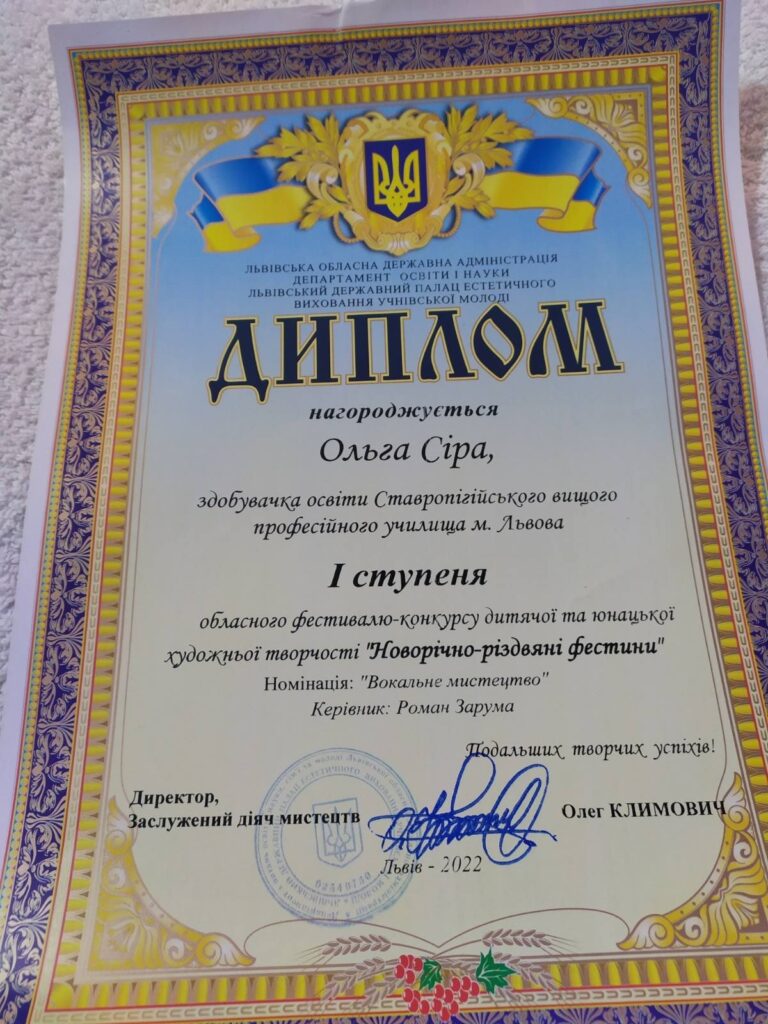 ЛЬВІВСЬКА ОБЛАСНА ДЕРЖАВНА АДМІНІСТРАЦІЯ
ДЕПАРТАМЕНТ ОСВІТИ І НАУКИ
ЛЬВІВСЬКИЙ ДЕРЖАВНИЙ ПАЛАЦ ЕСТЕТИЧНОГО
ВИХОВАННЯ УЧНІВСЬКОЇ МОЛОДІ
ДИПЛОМ
нагороджується
Ольга Сіра,
здобувачка освіти Ставропігійського вищого
професійного училища м. Львова
І ступеня
обласного фестивалю-конкурсу дитячої та юнацької
художньої творчості "Новорічно-різдвяні фестини"
Номінація: "Вокальне мистецтво"
Керівник: Роман Зарума
Подальших творчих успіхів!
Директор,
Заслужений діяч мистецтв
Олег КЛИМОВИЧ
Львів - 2022